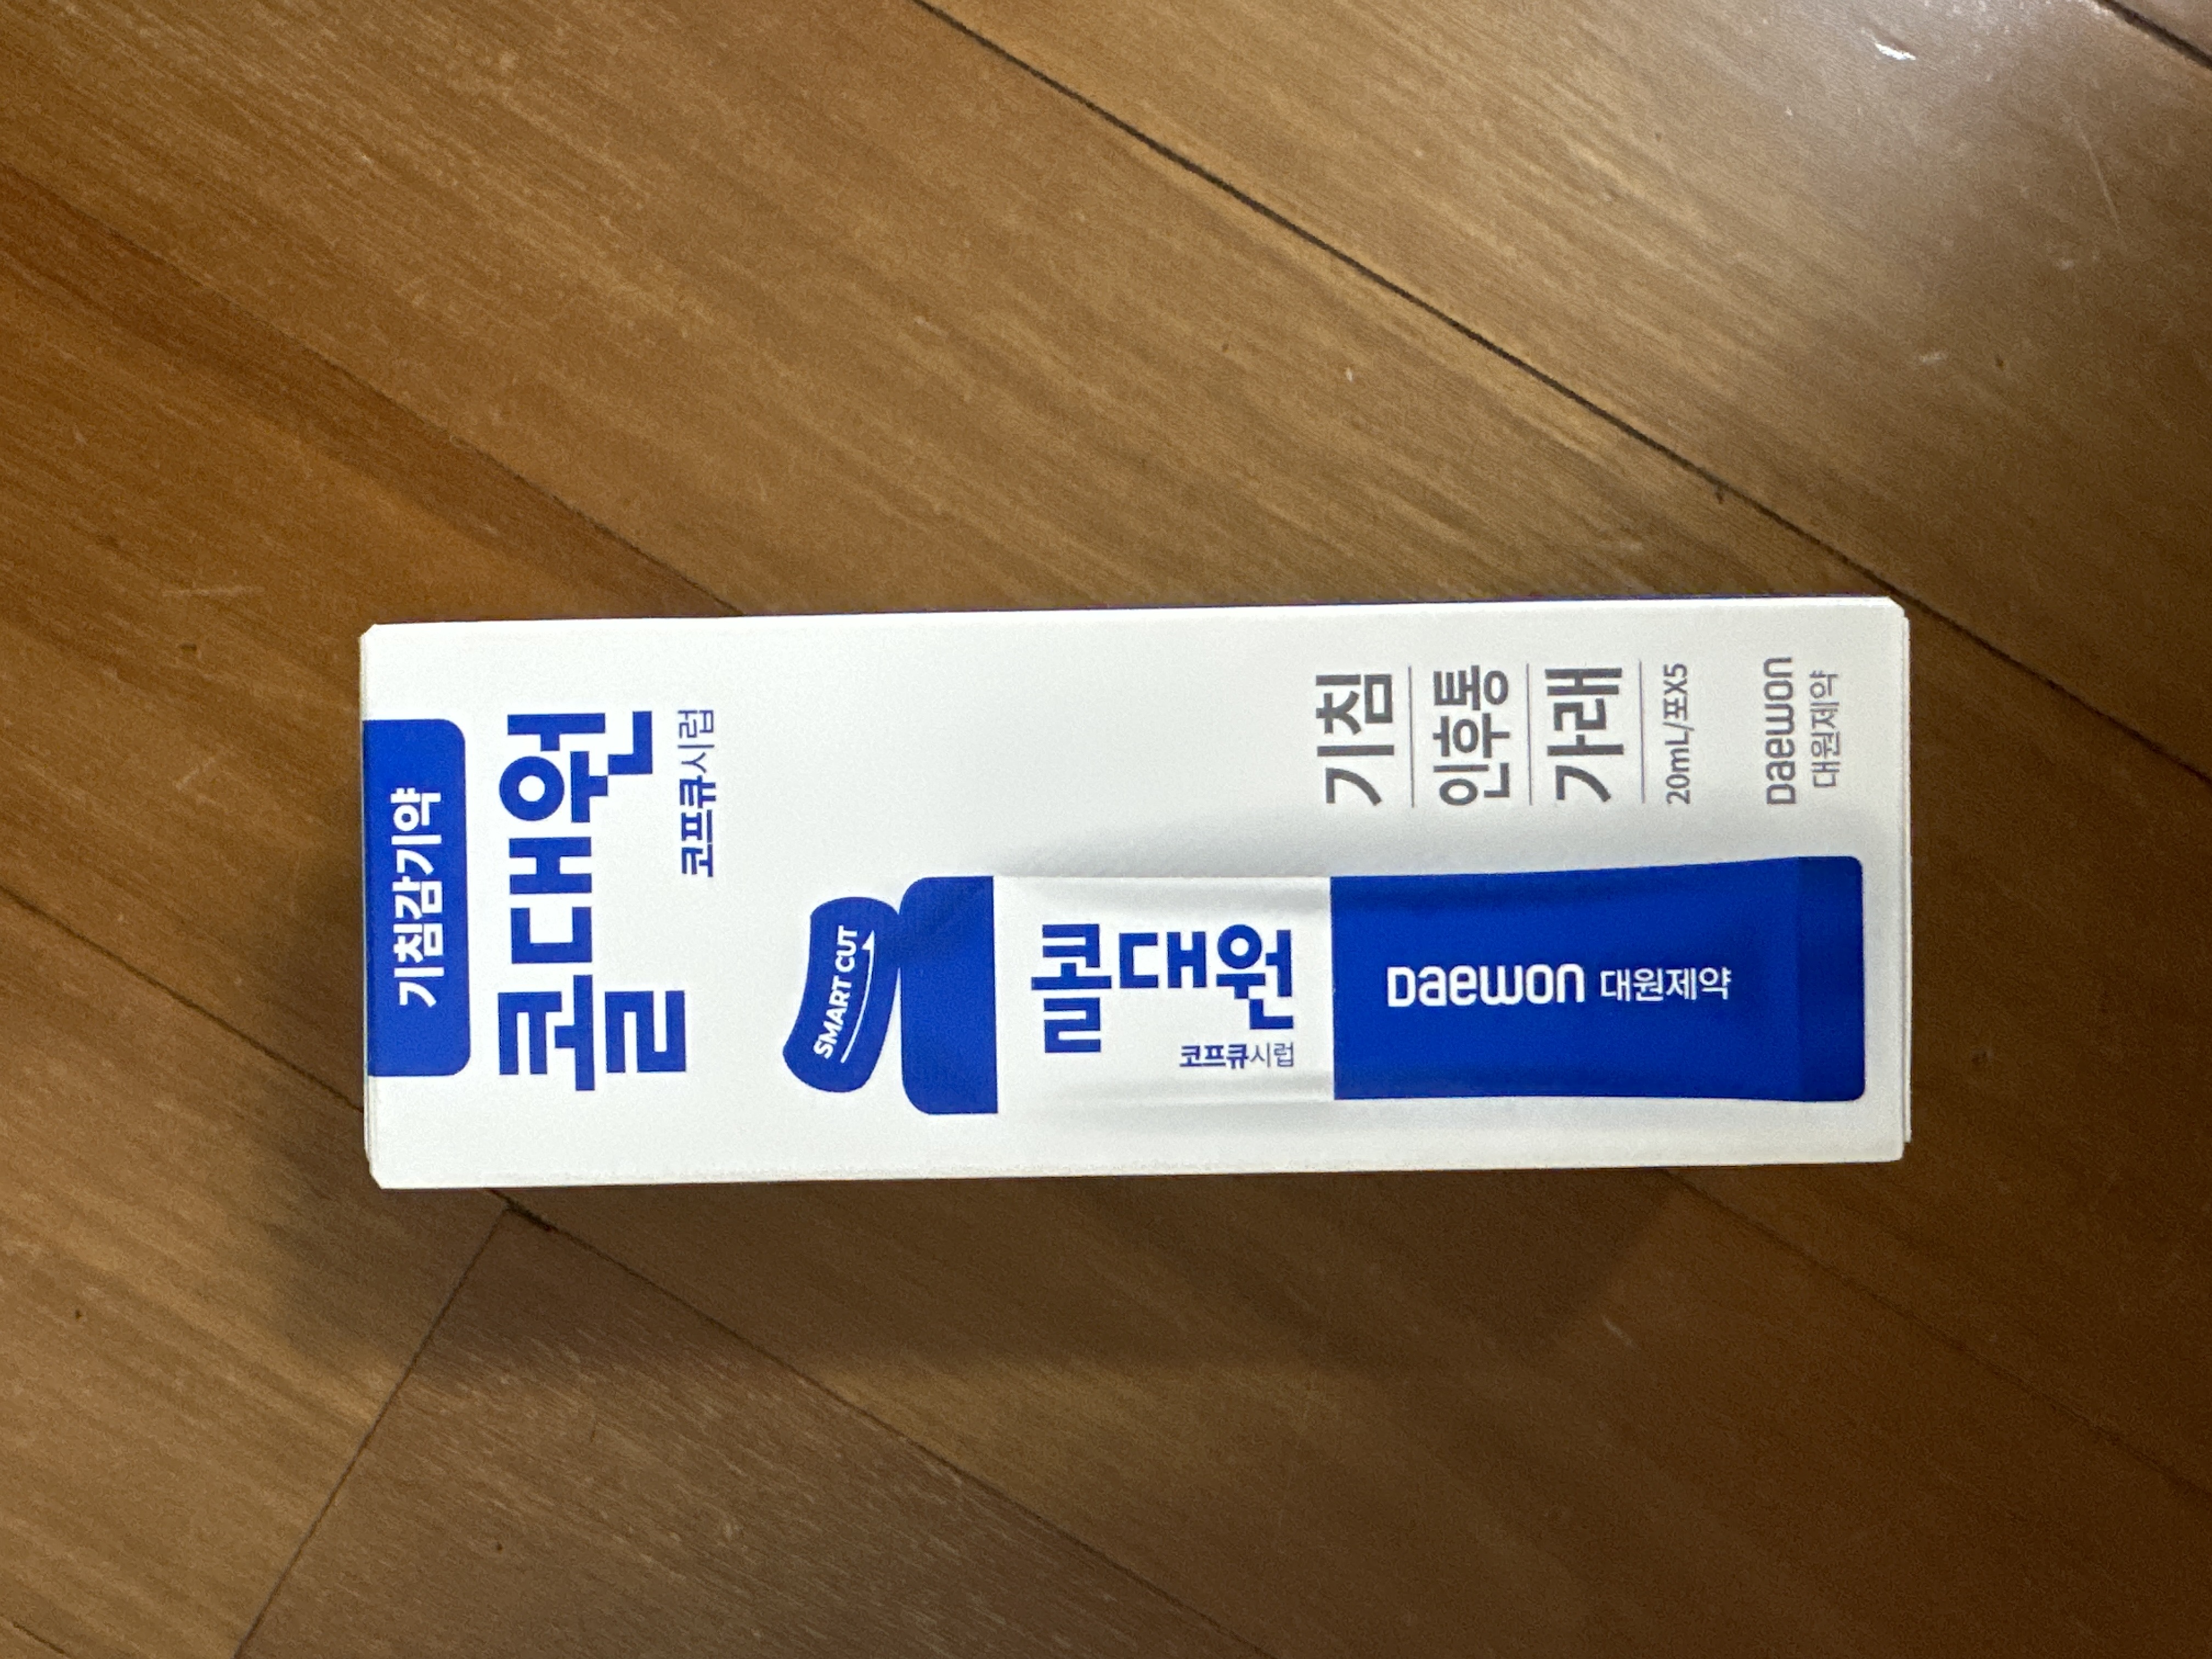 기침감기약
콜대원
코프큐시럽
SMART CUT
콜대원
코프큐시럽
Daewon 대원제약
기침
인후통
가래
20mL/포X5
Daewon
대원제약